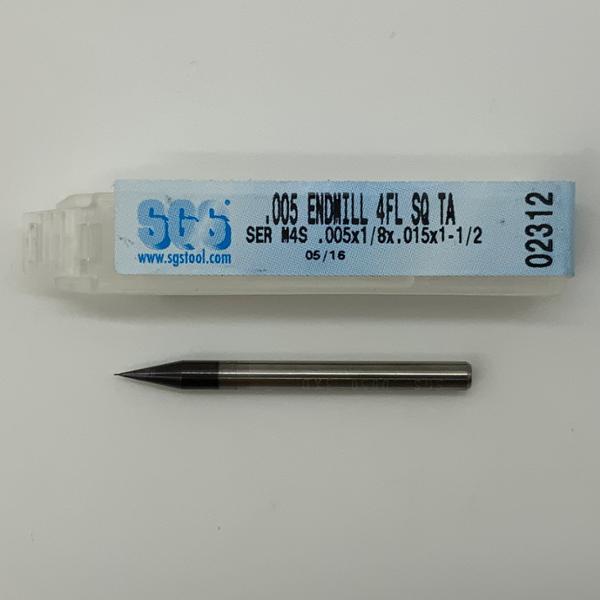 SGS
www.sgstool.com
.005 ENDMILL 4FL SQ TA
SER M4S .005x1/8x.015x1-1/2
05/16
02312